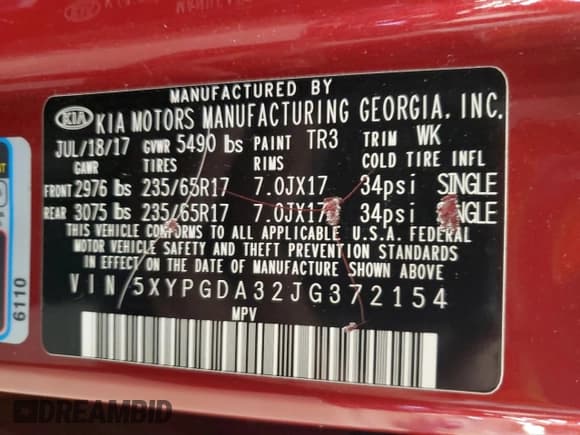 MANUFACTURED BY
KIA KIA MOTORS MANUFACTURING GEORGIA, INC.
JUL/18/17 GVWR 5490 lbs PAINT TR3 TRIM WK
GAWR TIRES RIMS COLD TIRE INFL
FRONT 2976 lbs 235/65R17 7.0JX17 34psi SINGLE
REAR 3075 lbs 235/65R17 7.0JX17 34psi SINGLE
THIS VEHICLE CONFORMS TO ALL APPLICABLE U.S.A. FEDERAL
MOTOR VEHICLE SAFETY AND THEFT PREVENTION STANDARDS
IN EFFECT ON THE DATE OF MANUFACTURE SHOWN ABOVE.
VIN 5XYPGDA32JG372154
MPV
6110
DREAMBID